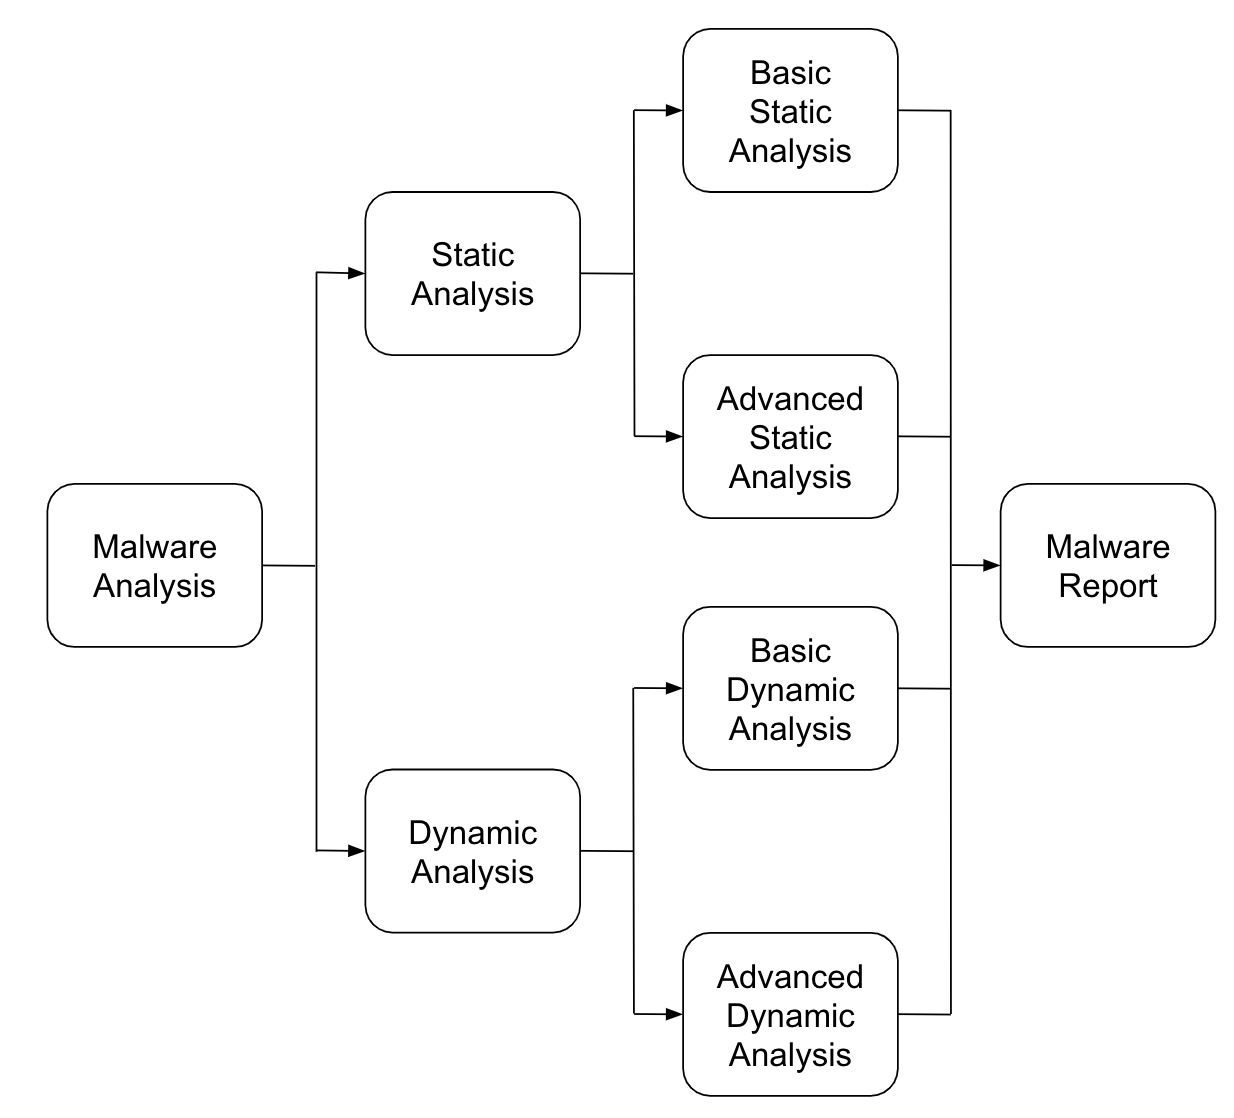 Malware
Analysis
Static
Analysis
Dynamic
Analysis
Basic
Static
Analysis
Advanced
Static
Analysis
Basic
Dynamic
Analysis
Advanced
Dynamic
Analysis
Malware
Report